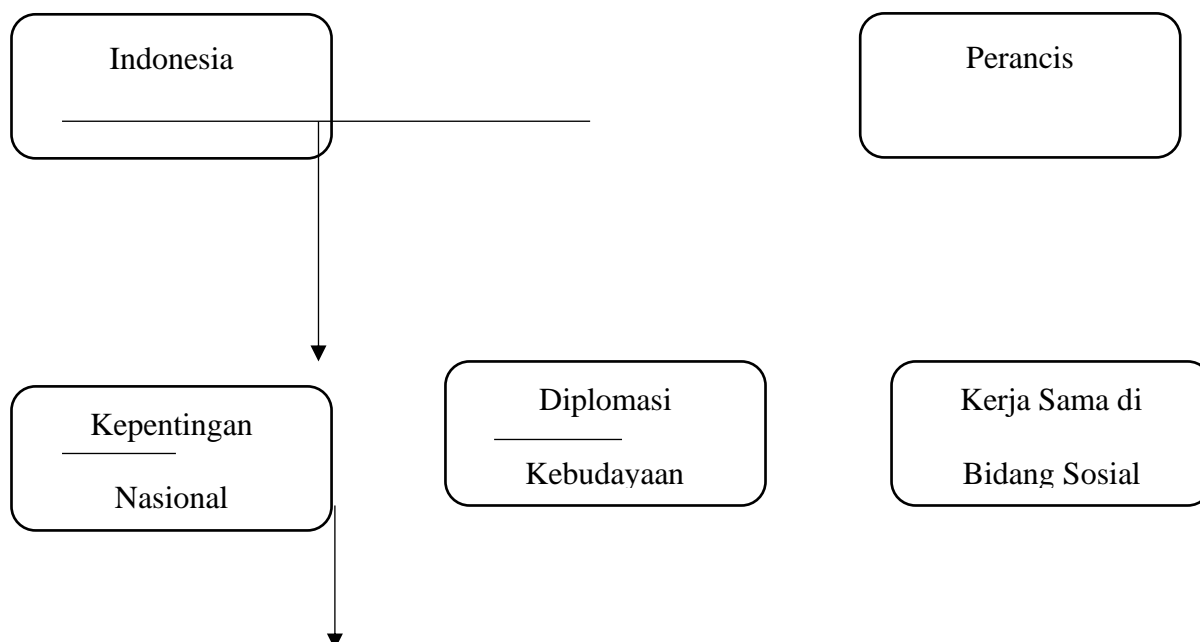 Indonesia
Perancis
Kepentingan
Nasional
Diplomasi
Kebudayaan
Kerja Sama di
Bidang Sosial